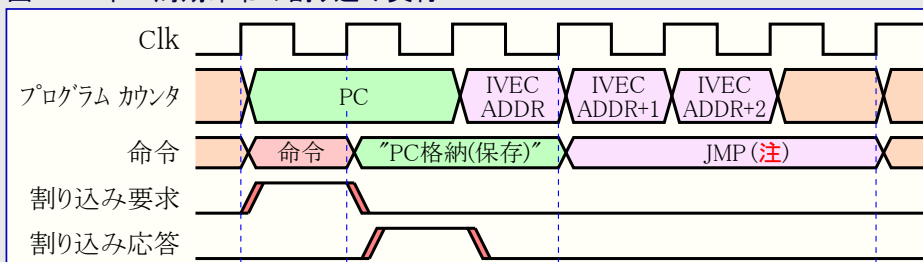 Clk
プログラム カウンタ
PC
IVEC
ADDR
IVEC
ADDR+1
IVEC
ADDR+2
命令
命令
"PC格納(保存)"
JMP (注)
割り込み要求
割り込み応答